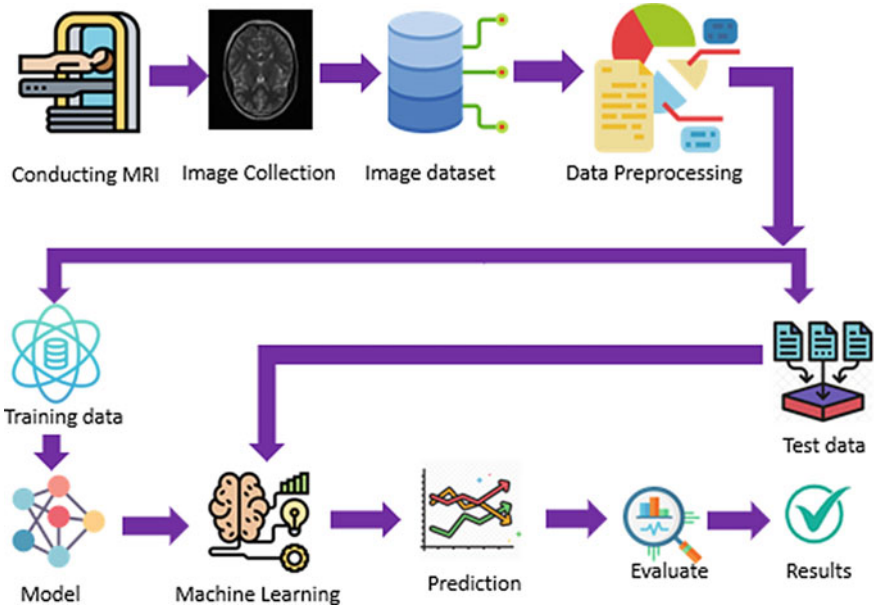 Conducting MRI
Image Collection
Image dataset
Data Preprocessing
Training data
Test data
Model
Machine Learning
Prediction
Evaluate
Results